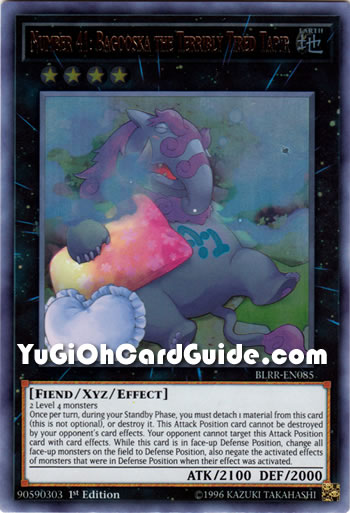 Number 41: Bagooska the Terribly Tired Tapir
EARTH
地
41
YuGiOhCardGuide.com
BLRR-EN085
[Fiend/Xyz/Effect]
2 Level 4 monsters
Once per turn, during your Standby Phase, you must detach 1 material from this card
(this is not optional), or destroy it. This Attack Position card cannot be destroyed
by your opponent's card effects. Your opponent cannot target this Attack Position
card with card effects. While this card is in face-up Defense Position, change all
face-up monsters on the field to Defense Position, also negate the activated effects
of monsters that were in Defense Position when their effect was activated.
ATK/2100 DEF/2000
90590303 1st Edition ©1996 KAZUKI TAKAHASHI